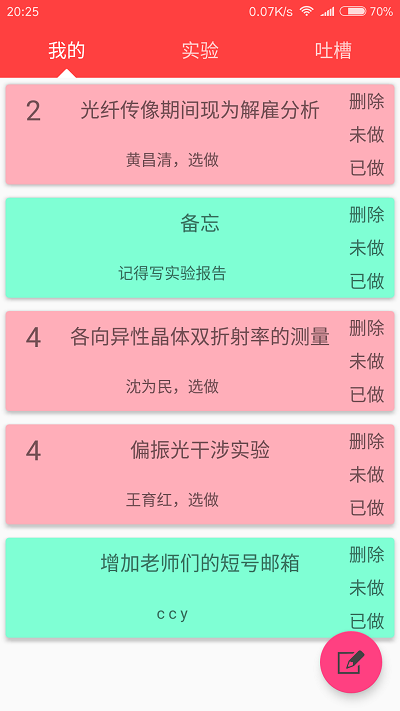 20:25 0.07K/s 70%
我的 实验 吐槽
2 光纤传像期间现为解雇分析 删除
未做
黄昌清，选做 已做
备忘 删除
未做
记得写实验报告 已做
4 各向异性晶体双折射率的测量 删除
未做
沈为民，选做 已做
4 偏振光干涉实验 删除
未做
王育红，选做 已做
增加老师们的短号邮箱 删除
未做
ccy 已做